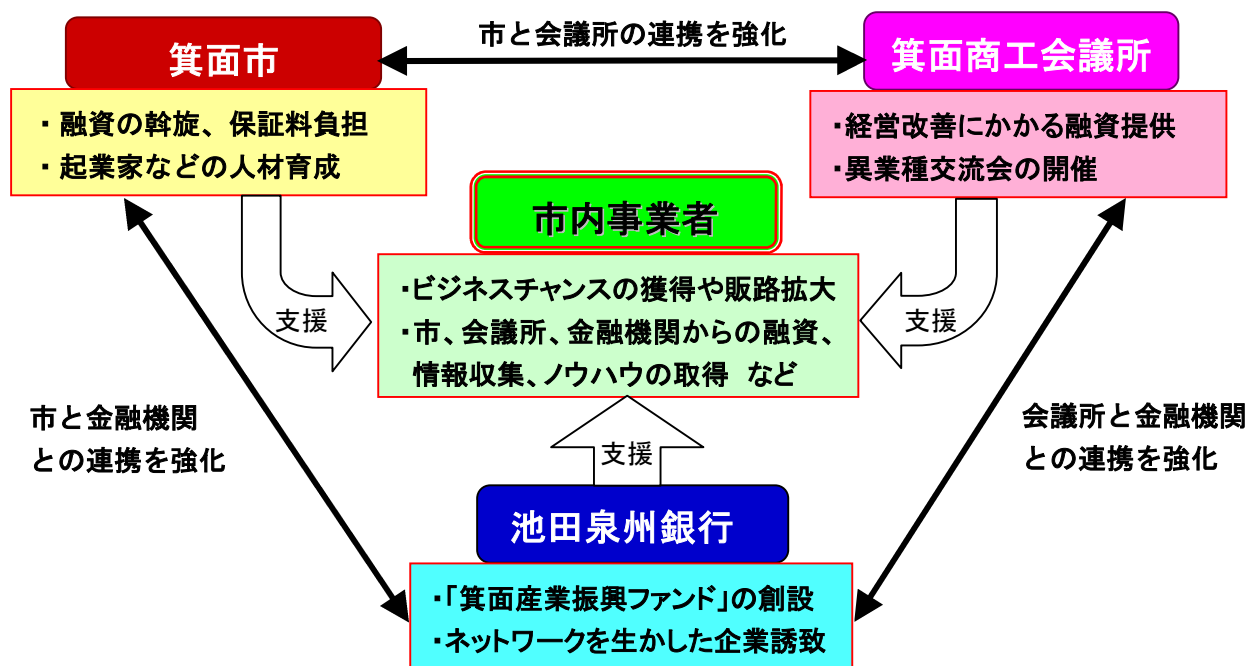 市と会議所の連携を強化
箕面市
箕面商工会議所
・融資の斡旋、保証料負担
・起業家などの人材育成
・経営改善にかかる融資提供
・異業種交流会の開催
市内事業者
・ビジネスチャンスの獲得や販路拡大
・市、会議所、金融機関からの融資、
情報収集、ノウハウの取得　など
支援
支援
市と金融機関
との連携を強化
会議所と金融機関
との連携を強化
支援
池田泉州銀行
・「箕面産業振興ファンド」の創設
・ネットワークを生かした企業誘致